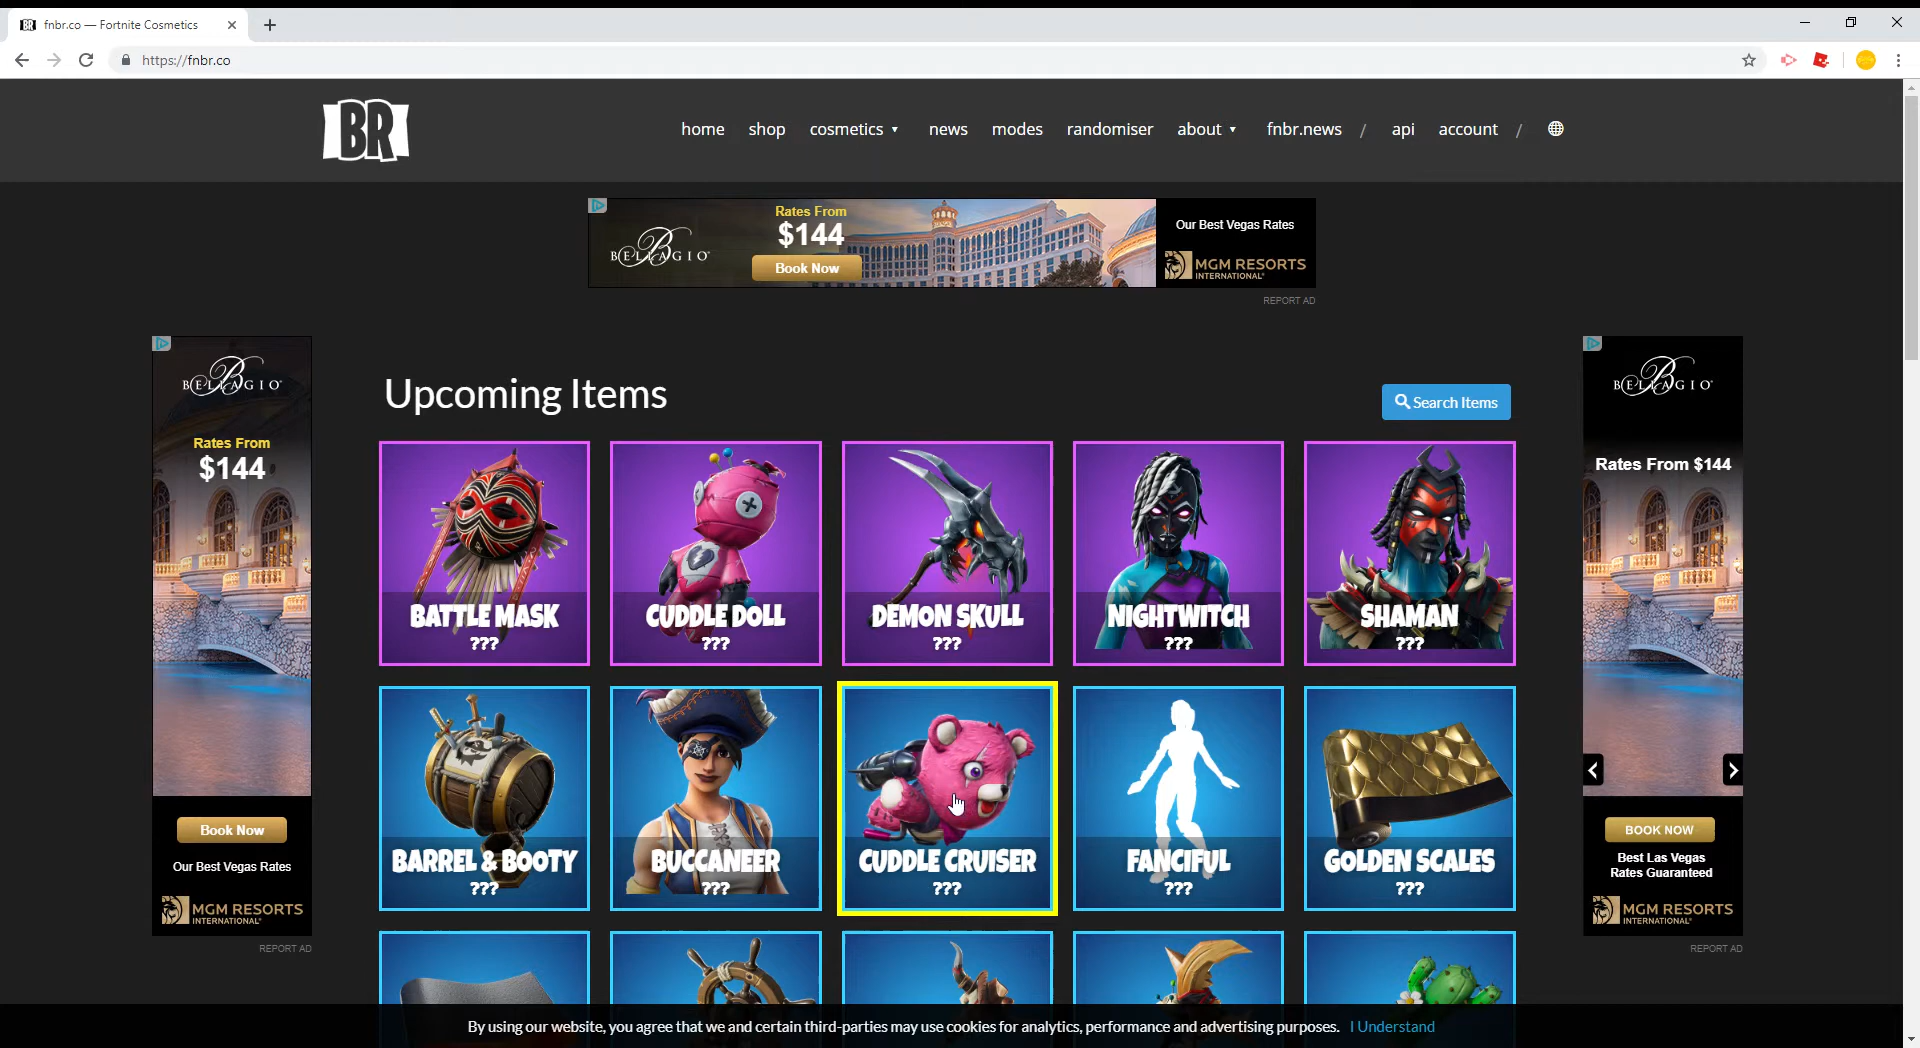 fnbr.co — Fortnite Cosmetics
https://fnbr.co
BR
home shop cosmetics ▼ news modes randomiser about ▼ fnbr.news / api account /
BELLAGIO
Rates From
$144
Book Now
Our Best Vegas Rates
MGM RESORTS
INTERNATIONAL
REPORT AD
BELLAGIO
Rates From
$144
Book Now
Our Best Vegas Rates
MGM RESORTS
INTERNATIONAL
REPORT AD
Upcoming Items
Search Items
BATTLE MASK
???
CUDDLE DOLL
???
DEMON SKULL
???
NIGHTWITCH
???
SHAMAN
???
BARREL & BOOTY
???
BUCCANEER
???
CUDDLE CRUISER
???
FANCIFUL
???
GOLDEN SCALES
???
BELLAGIO
Rates From $144
BOOK NOW
Best Las Vegas
Rates Guaranteed
MGM RESORTS
INTERNATIONAL
REPORT AD
By using our website, you agree that we and certain third-parties may use cookies for analytics, performance and advertising purposes. I Understand